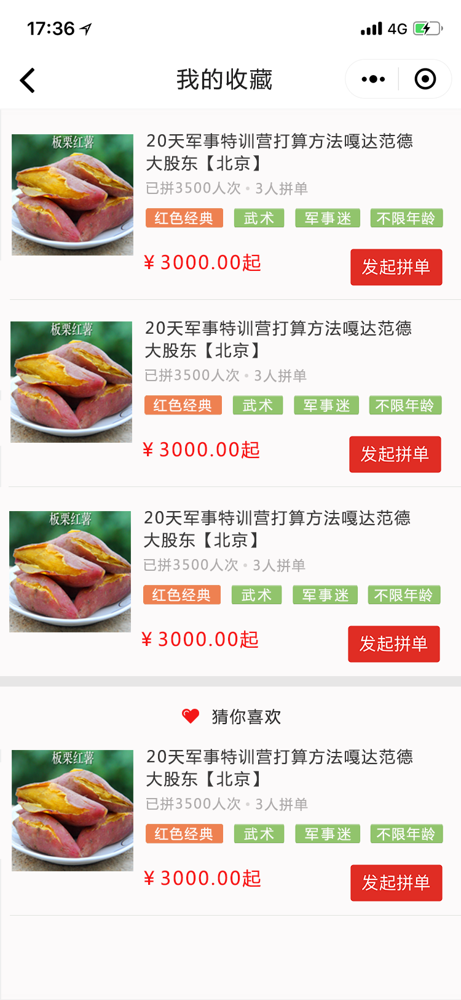 17:36
4G
我的收藏
板栗红薯
20天军事特训营打算方法嘎达范德
大股东【北京】
已拼3500人次•3人拼单
红色经典 武术 军事迷 不限年龄
¥ 3000.00起
发起拼单
板栗红薯
20天军事特训营打算方法嘎达范德
大股东【北京】
已拼3500人次•3人拼单
红色经典 武术 军事迷 不限年龄
¥ 3000.00起
发起拼单
板栗红薯
20天军事特训营打算方法嘎达范德
大股东【北京】
已拼3500人次•3人拼单
红色经典 武术 军事迷 不限年龄
¥ 3000.00起
发起拼单
猜你喜欢
板栗红薯
20天军事特训营打算方法嘎达范德
大股东【北京】
已拼3500人次•3人拼单
红色经典 武术 军事迷 不限年龄
¥ 3000.00起
发起拼单